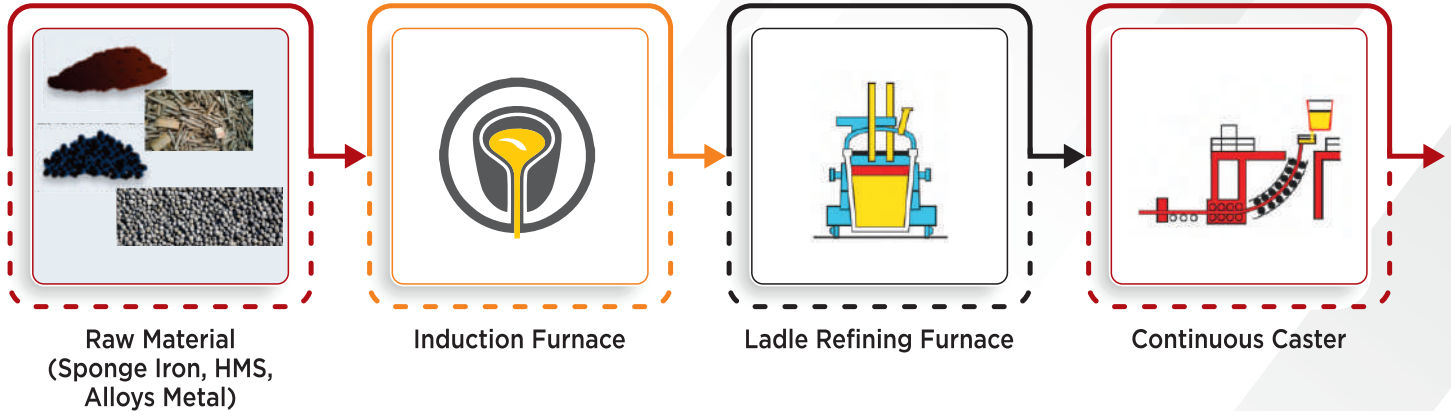 Raw Material
(Sponge Iron, HMS,
Alloys Metal)
Induction Furnace
Ladle Refining Furnace
Continuous Caster